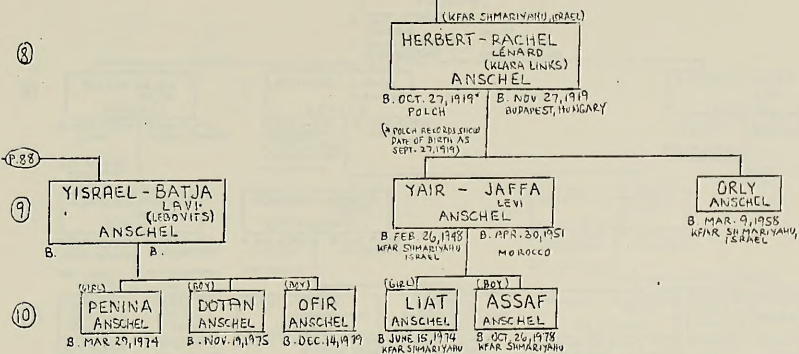 (KFAR SHMARIYAHU, ISRAEL)
⑧
HERBERT - RACHEL
LÉNARD
(KLARA LINKS)
ANSCHEL
B. OCT. 27, 1919*
POLCH
B. NOV 27, 1919
BUDAPEST, HUNGARY
(* POLCH RECORDS SHOW
DATE OF BIRTH AS
SEPT. 27, 1919)
P.88
⑨
YISRAEL - BATJA
LAVI
(LEBOVITS)
ANSCHEL
B.
B.
YAIR - JAFFA
LEVI
ANSCHEL
B FEB 26, 1948
KFAR SHMARIYAHU
ISRAEL
B. APR. 30, 1951
MOROCCO
ORLY
ANSCHEL
B. MAR. 9, 1958
KFAR SHMARIYAHU,
ISRAEL
⑩
(GIRL)
PENINA
ANSCHEL
B. MAR 29, 1974
(BOY)
DOTAN
ANSCHEL
B. NOV. 19, 1975
(BOY)
OFIR
ANSCHEL
B. DEC. 14, 1979
(GIRL)
LIAT
ANSCHEL
B JUNE 15, 1974
KFAR SHMARIYAHU
(BOY)
ASSAF
ANSCHEL
B. OCT. 26, 1978
KFAR SHMARIYAHU